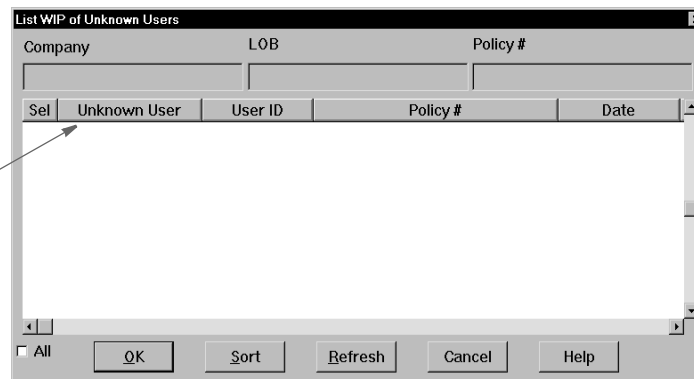 List WIP of Unknown Users
Company LOB Policy #
Sel Unknown User User ID Policy # Date
All OK Sort Refresh Cancel Help